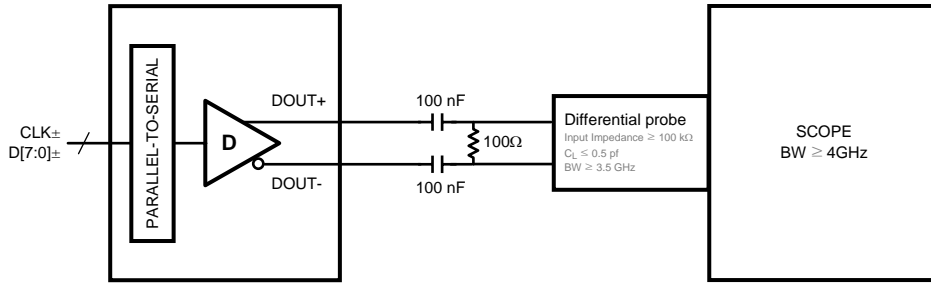 CLK±
D[7:0]±
PARALLEL-TO-SERIAL
D
DOUT+
DOUT-
100 nF
100Ω
100 nF
Differential probe
Input Impedance ≥ 100 kΩ
CL ≤ 0.5 pf
BW ≥ 3.5 GHz
SCOPE
BW ≥ 4GHz